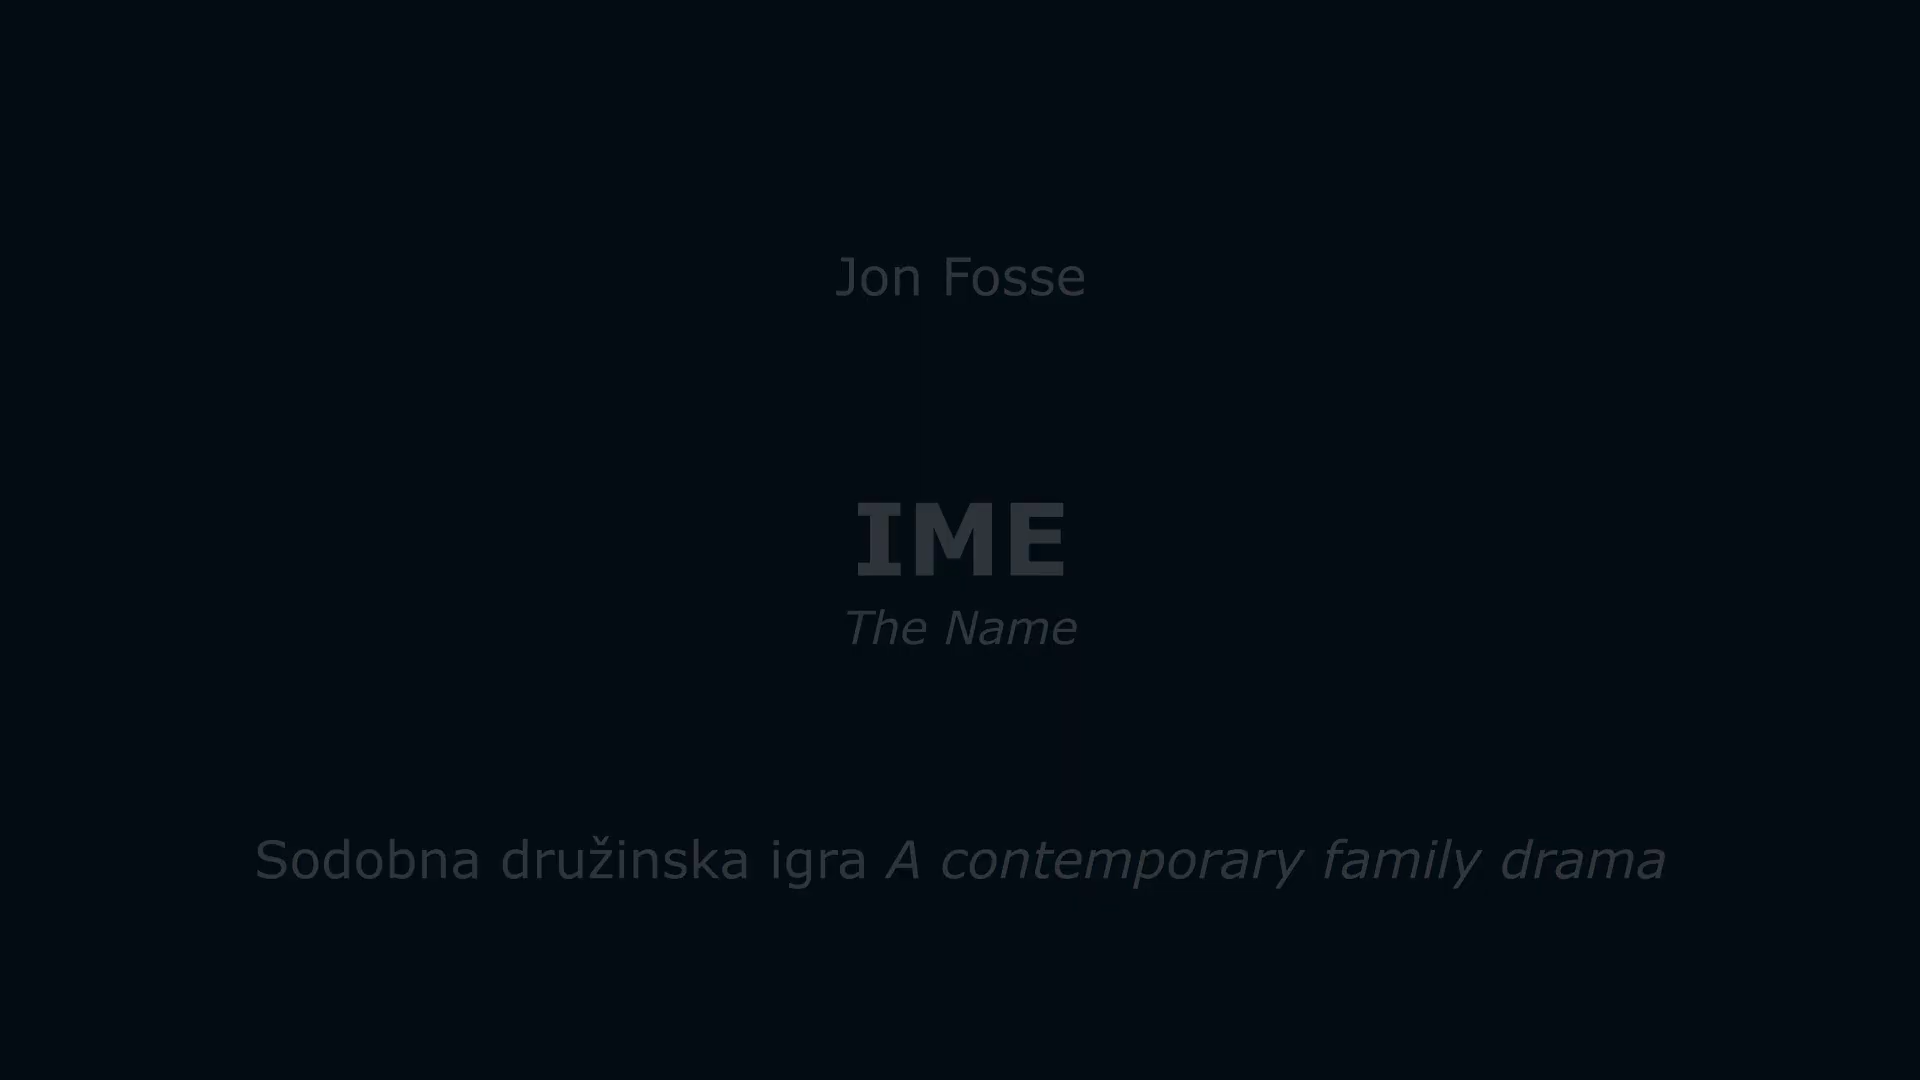 Jon Fosse
IME
The Name
Sodobna družinska igra A contemporary family drama